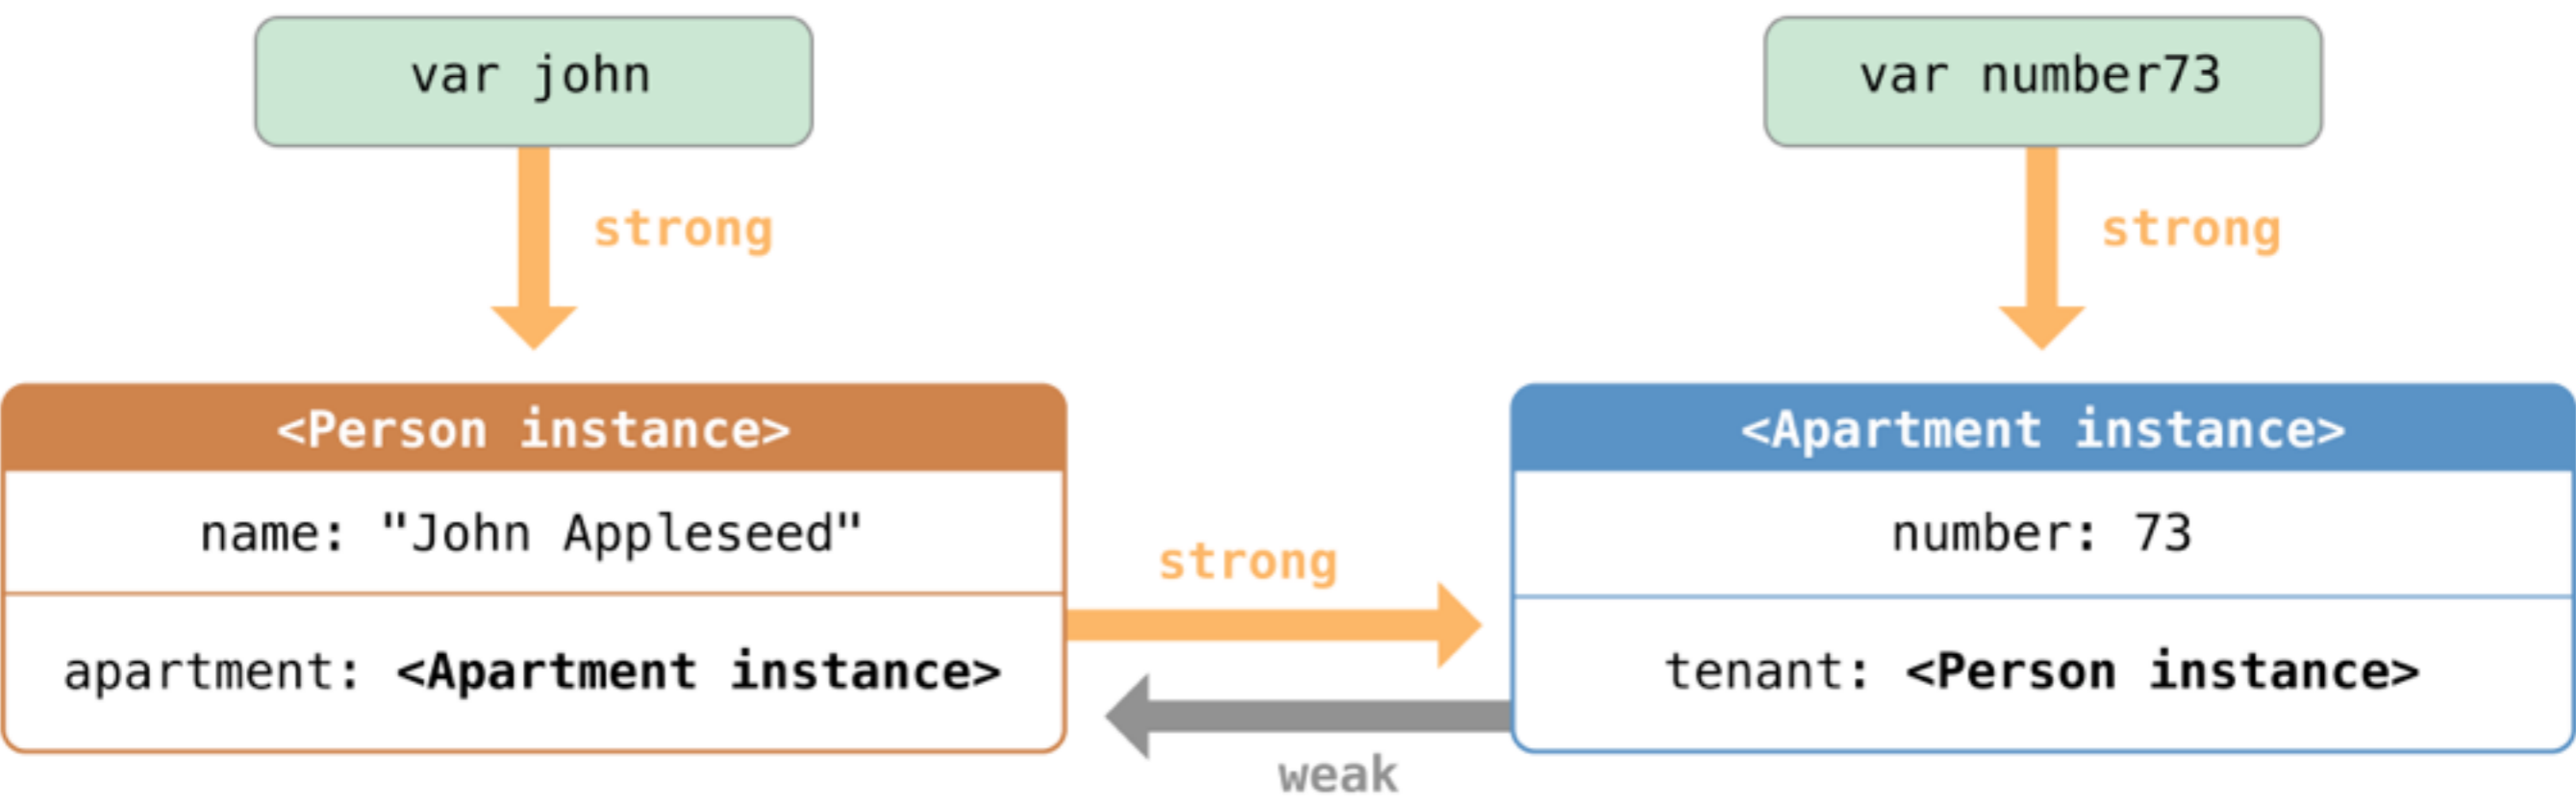 var john
var number73
strong
strong
<Person instance>
<Apartment instance>
name: "John Appleseed"
number: 73
strong
apartment: <Apartment instance>
tenant: <Person instance>
weak